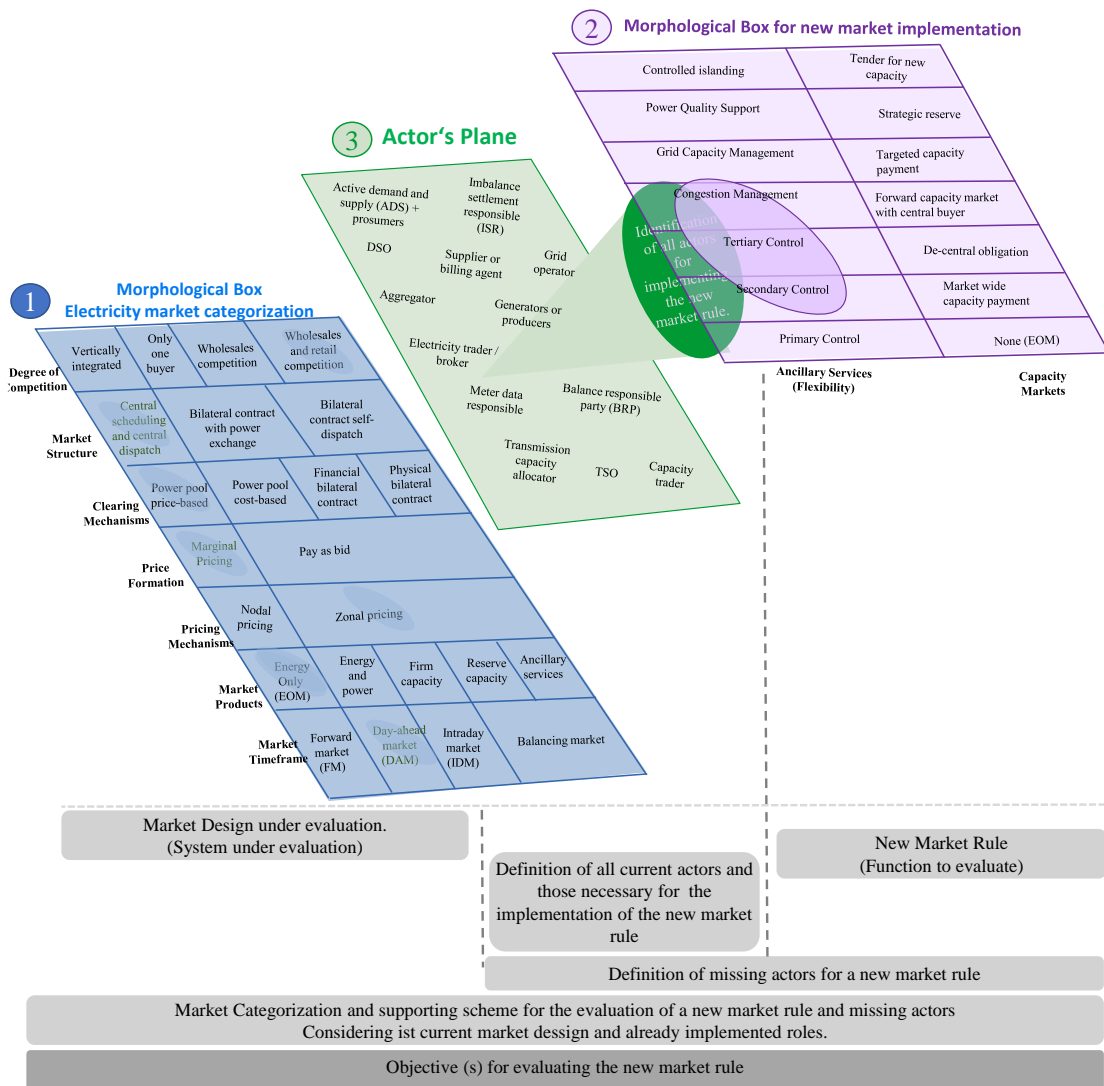 2
Morphological Box for new market implementation
Controlled islanding
Tender for new
capacity
Power Quality Support
Strategic reserve
Grid Capacity Management
Targeted capacity
payment
Congestion Management
Forward capacity market
with central buyer
Tertiary Control
De-central obligation
Secondary Control
Market wide
capacity payment
Primary Control
None (EOM)
Ancillary Services
(Flexibility)
Capacity
Markets
Identification
of all actors
for
implementing
the new
market rule.
3
Actor's Plane
Active demand and
supply (ADS) +
prosumers
Imbalance
settlement
responsible
(ISR)
DSO
Supplier or
billing agent
Grid
operator
Aggregator
Generators or
producers
Electricity trader /
broker
Meter data
responsible
Balance responsible
party (BRP)
Transmission
capacity
allocator
TSO
Capacity
trader
1
Morphological Box
Electricity market categorization
Degree of
Competition
Vertically
integrated
Only
one
buyer
Wholesales
competition
Wholesales
and retail
competition
Market
Structure
Central
scheduling
and central
dispatch
Bilateral contract
with power
exchange
Bilateral
contract self-
dispatch
Clearing
Mechanisms
Power pool
price-based
Power pool
cost-based
Financial
bilateral
contract
Physical
bilateral
contract
Price
Formation
Marginal
Pricing
Pay as bid
Pricing
Mechanisms
Nodal
pricing
Zonal pricing
Market
Products
Energy
Only
(EOM)
Energy
and
power
Firm
capacity
Reserve
capacity
Ancillary
services
Market
Timeframe
Forward
market
(FM)
Day-ahead
market
(DAM)
Intraday
market
(IDM)
Balancing market
Market Design under evaluation.
(System under evaluation)
Definition of all current actors and
those necessary for the
implementation of the new market
rule
New Market Rule
(Function to evaluate)
Definition of missing actors for a new market rule
Market Categorization and supporting scheme for the evaluation of a new market rule and missing actors
Considering ist current market dessign and already implemented roles.
Objective (s) for evaluating the new market rule